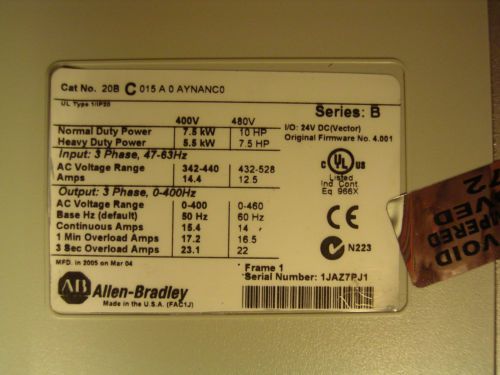 Cat No. 20B C 015 A 0 AYNANC0
UL Type 1/IP20
Series: B
400V 480V
Normal Duty Power 7.5 kW 10 HP
Heavy Duty Power 5.5 kW 7.5 HP
I/O: 24V DC(Vector)
Original Firmware No. 4.001
Input: 3 Phase, 47-63Hz
AC Voltage Range 342-440 432-528
Amps 14.4 12.5
C UL US
Listed
Ind Cont
Eq 966X
Output: 3 Phase, 0-400Hz
AC Voltage Range 0-400 0-460
Base Hz (default) 50 Hz 60 Hz
Continuous Amps 15.4 14
1 Min Overload Amps 17.2 16.5
3 Sec Overload Amps 23.1 22
CE
N223
MFD. in 2005 on Mar 04
Frame 1
Serial Number: 1JAZ7PJ1
AB Allen-Bradley
Made in the U.S.A. (FAC1J)
VOID